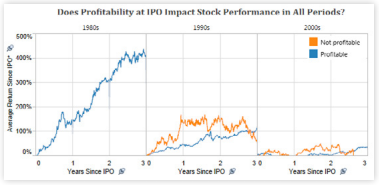 Does Profitability at IPO Impact Stock Performance in All Periods?
1980s 1990s 2000s
Not profitable
Profitable
Average Return Since IPO*
500%
400%
300%
200%
100%
0%
0 1 2 3 0 1 2 3 0 1 2 3
Years Since IPO Years Since IPO Years Since IPO